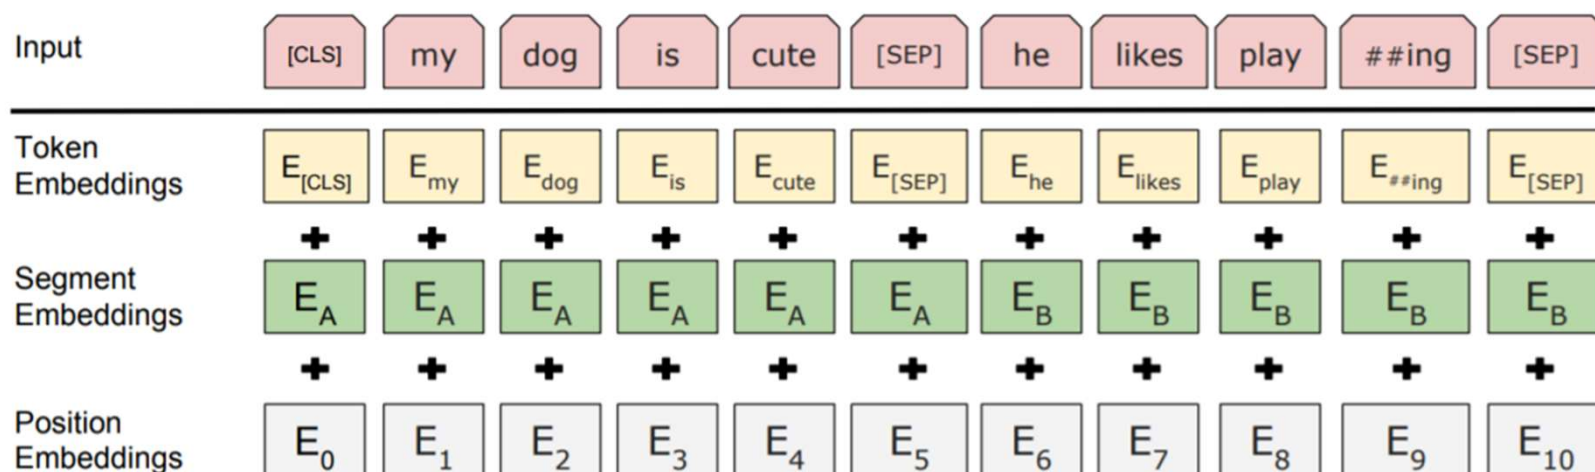 Input [CLS] my dog is cute [SEP] he likes play ##ing [SEP]
Token Embeddings E[CLS] Emy Edog Eis Ecute E[SEP] Ehe Elikes Eplay E##ing E[SEP]
+ + + + + + + + + + +
Segment Embeddings EA EA EA EA EA EA EB EB EB EB EB
+ + + + + + + + + + +
Position Embeddings E0 E1 E2 E3 E4 E5 E6 E7 E8 E9 E10